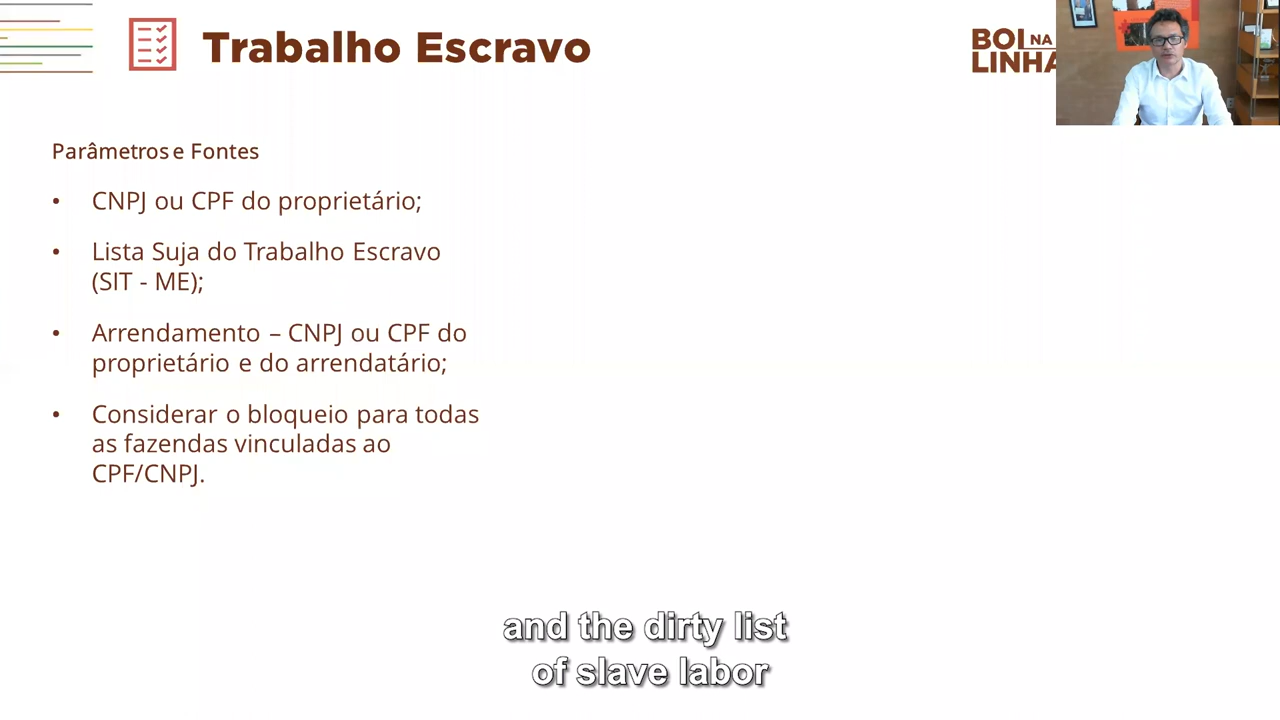 Trabalho Escravo
BOI NA
LINHA
Parâmetros e Fontes
• CNPJ ou CPF do proprietário;
• Lista Suja do Trabalho Escravo
(SIT - ME);
• Arrendamento – CNPJ ou CPF do
proprietário e do arrendatário;
• Considerar o bloqueio para todas
as fazendas vinculadas ao
CPF/CNPJ.
and the dirty list
of slave labor